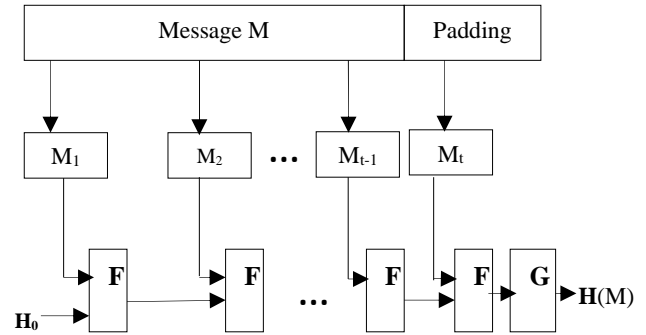 Message M Padding
M₁ M₂ ... Mₜ₋₁ Mₜ
F F F F G H(M)
H₀ ...